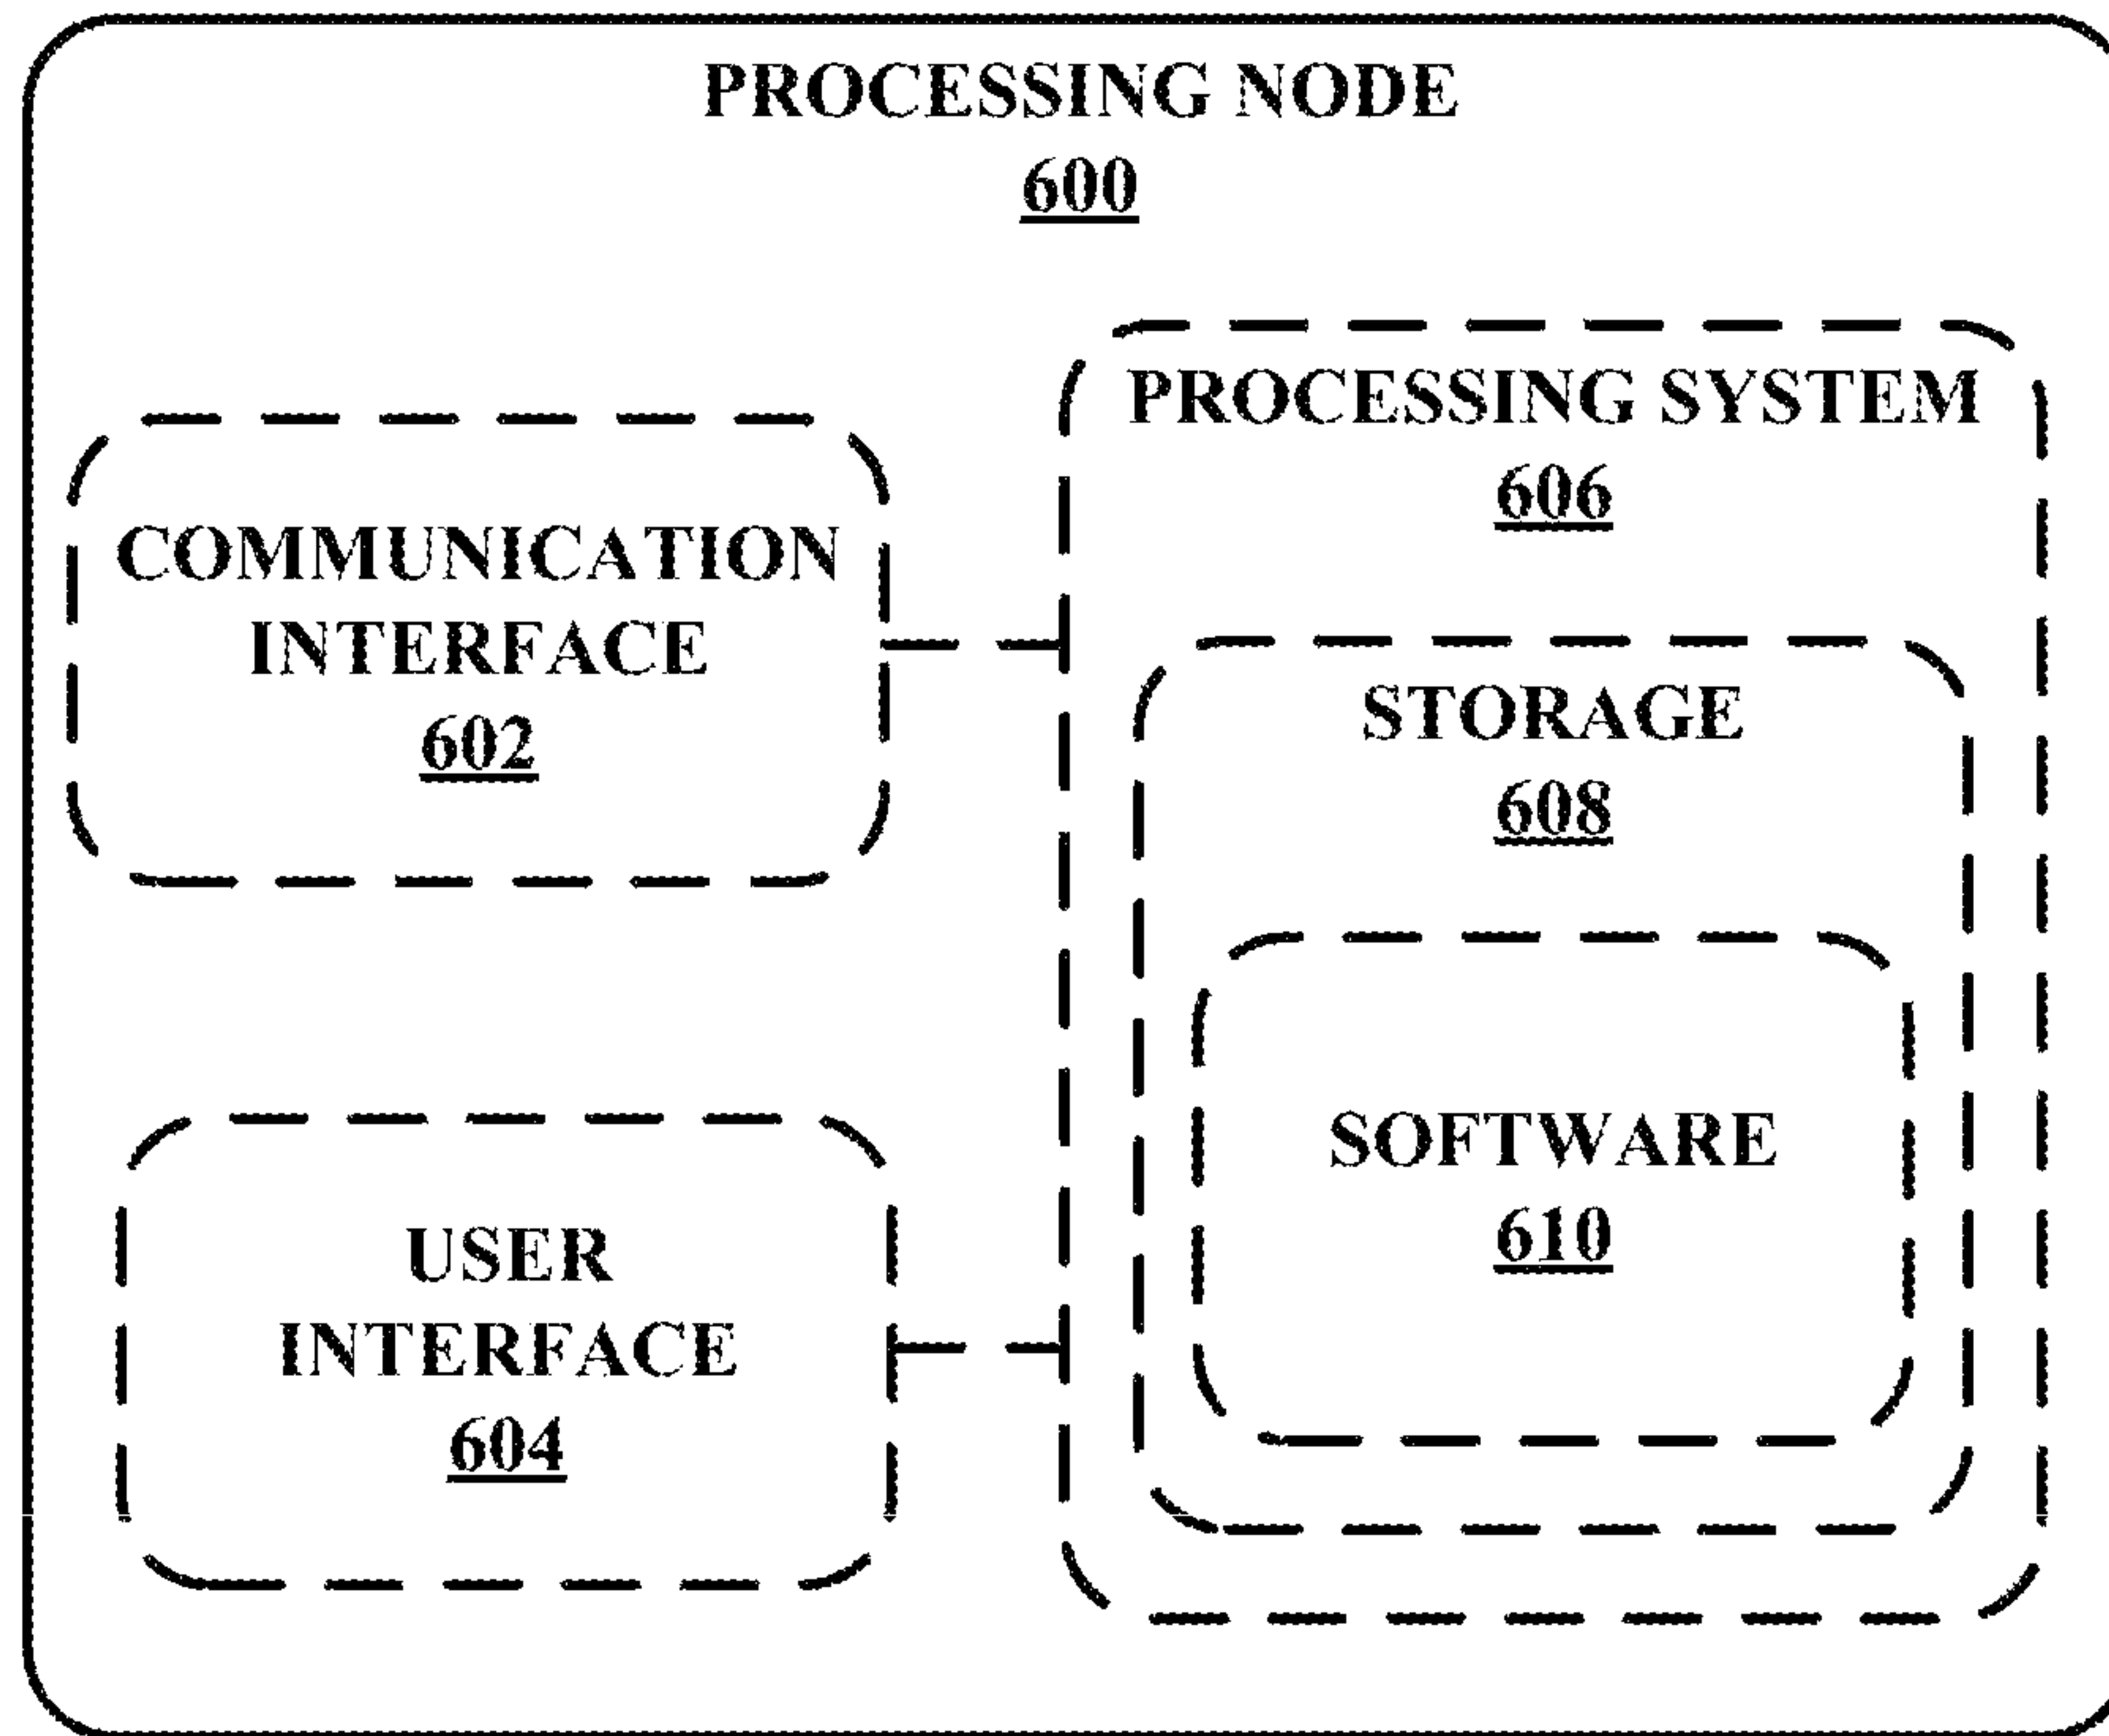 PROCESSING NODE
600
COMMUNICATION
INTERFACE
602
USER
INTERFACE
604
PROCESSING SYSTEM
606
STORAGE
608
SOFTWARE
610